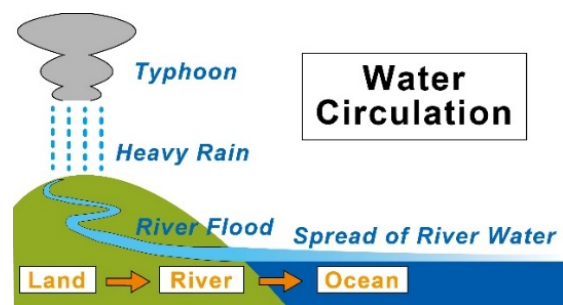 Typhoon
Water
Circulation
Heavy Rain
River Flood
Spread of River Water
Land
River
Ocean